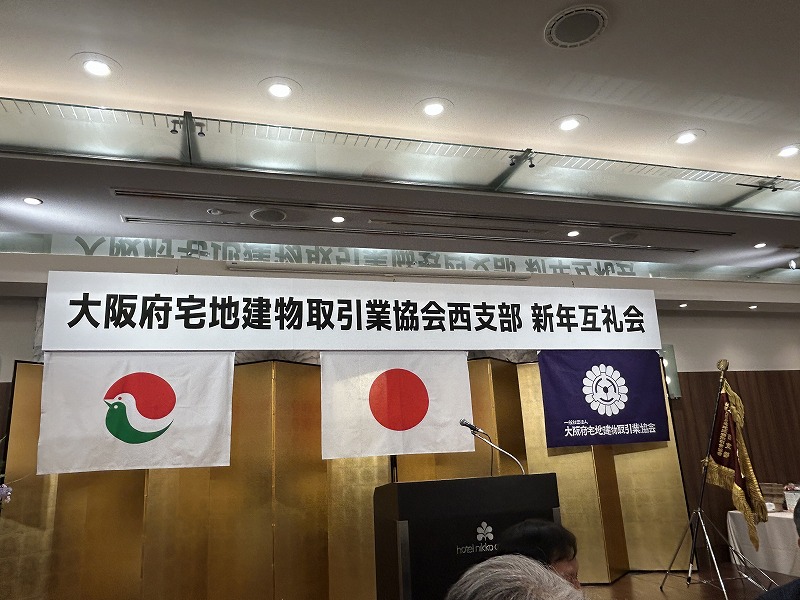 大阪府宅地建物取引業協会西支部 新年互礼会
一般社団法人
大阪府宅地建物取引業協会
hotel nikko